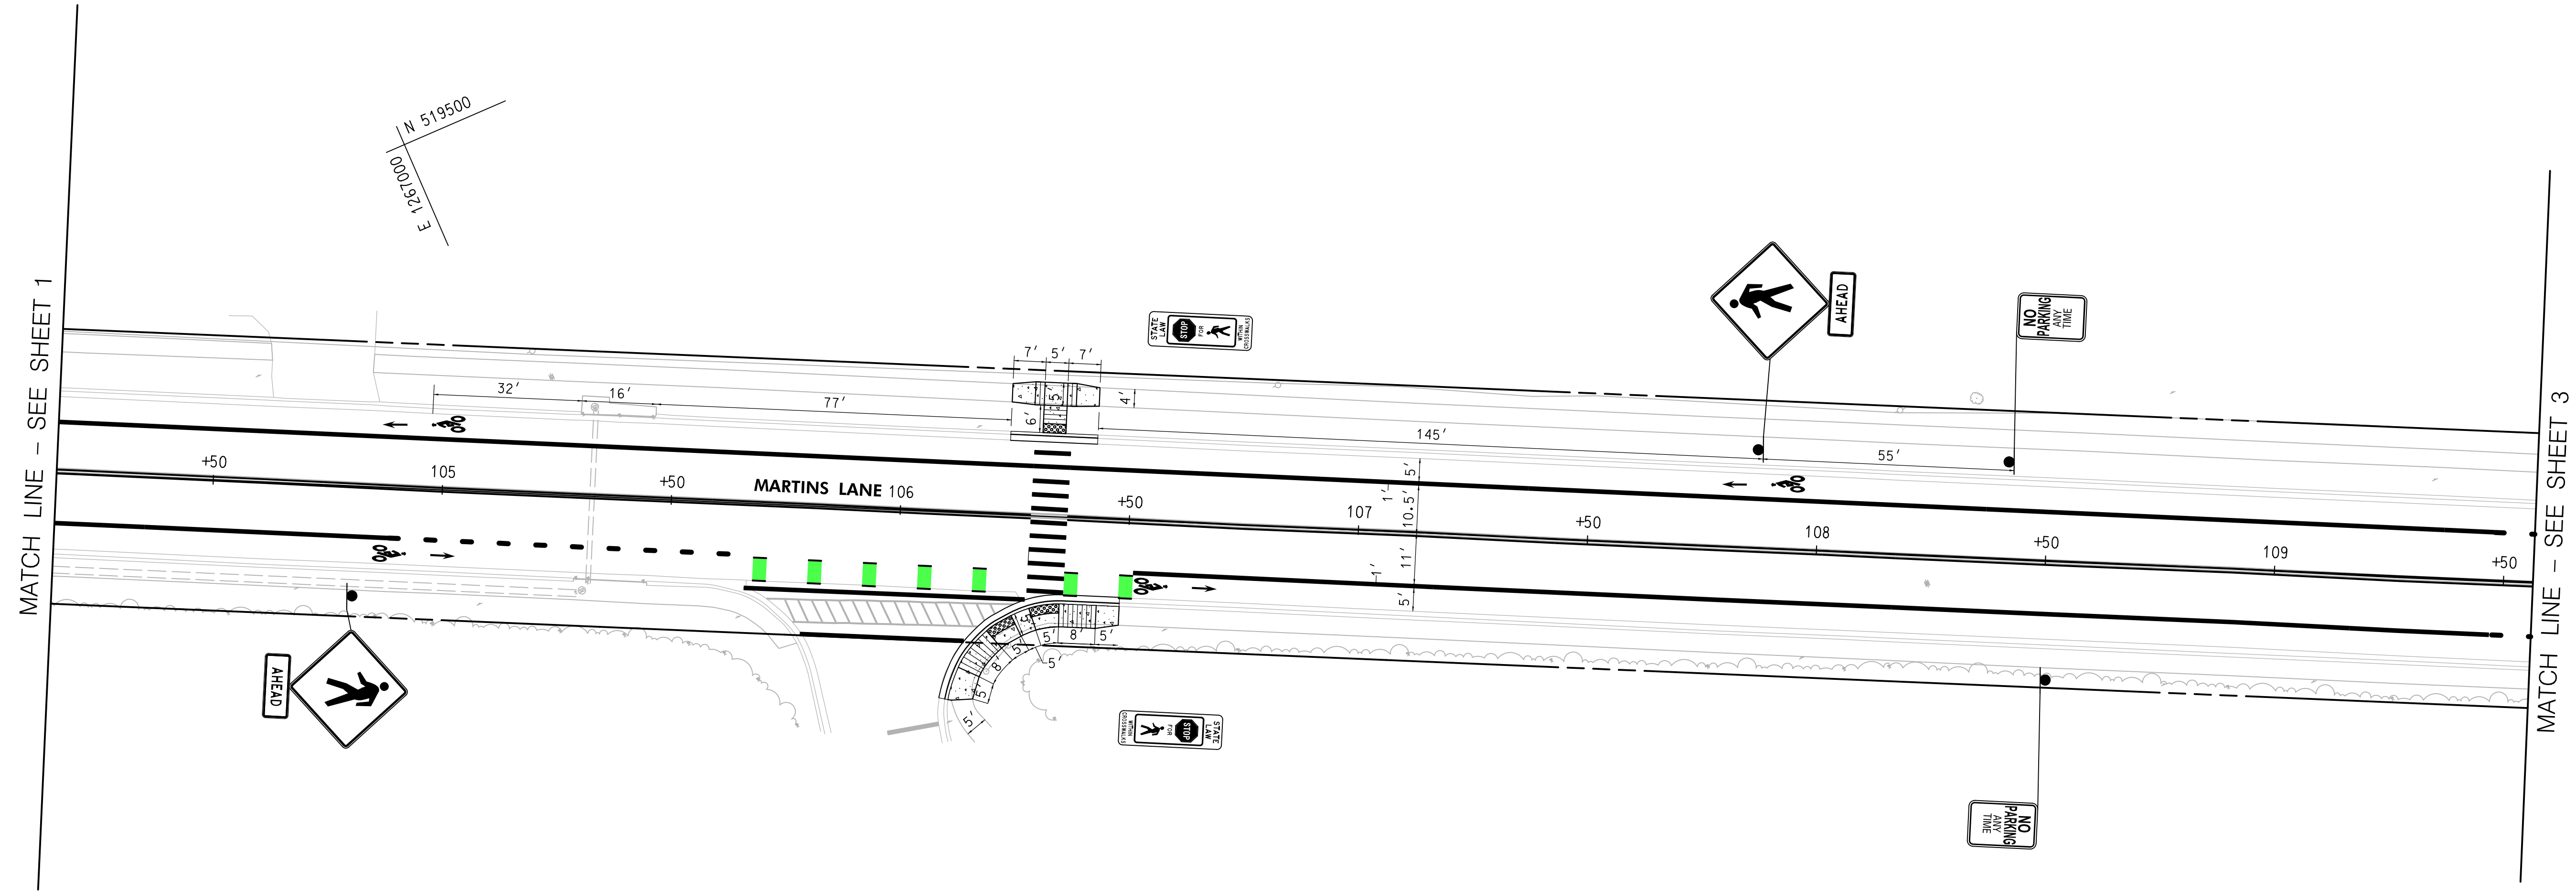 N 519500
E 1267000
MATCH LINE - SEE SHEET 1
MATCH LINE - SEE SHEET 3
STATE
LAW
STOP
FOR
WITHIN
CROSSWALKS
AHEAD
NO
PARKING
ANY
TIME
7' 5' 7'
32' 16' 77'
5'
6'
4'
145'
55'
+50 105 +50 MARTINS LANE 106 +50 107 +50 108 +50 109 +50
5'
1'
10.5'
11'
1'
5'
5'
5' 8' 5'
5'
5'
8'
5'
5'
AHEAD
STATE
LAW
STOP
FOR
WITHIN
CROSSWALKS
NO
PARKING
ANY
TIME